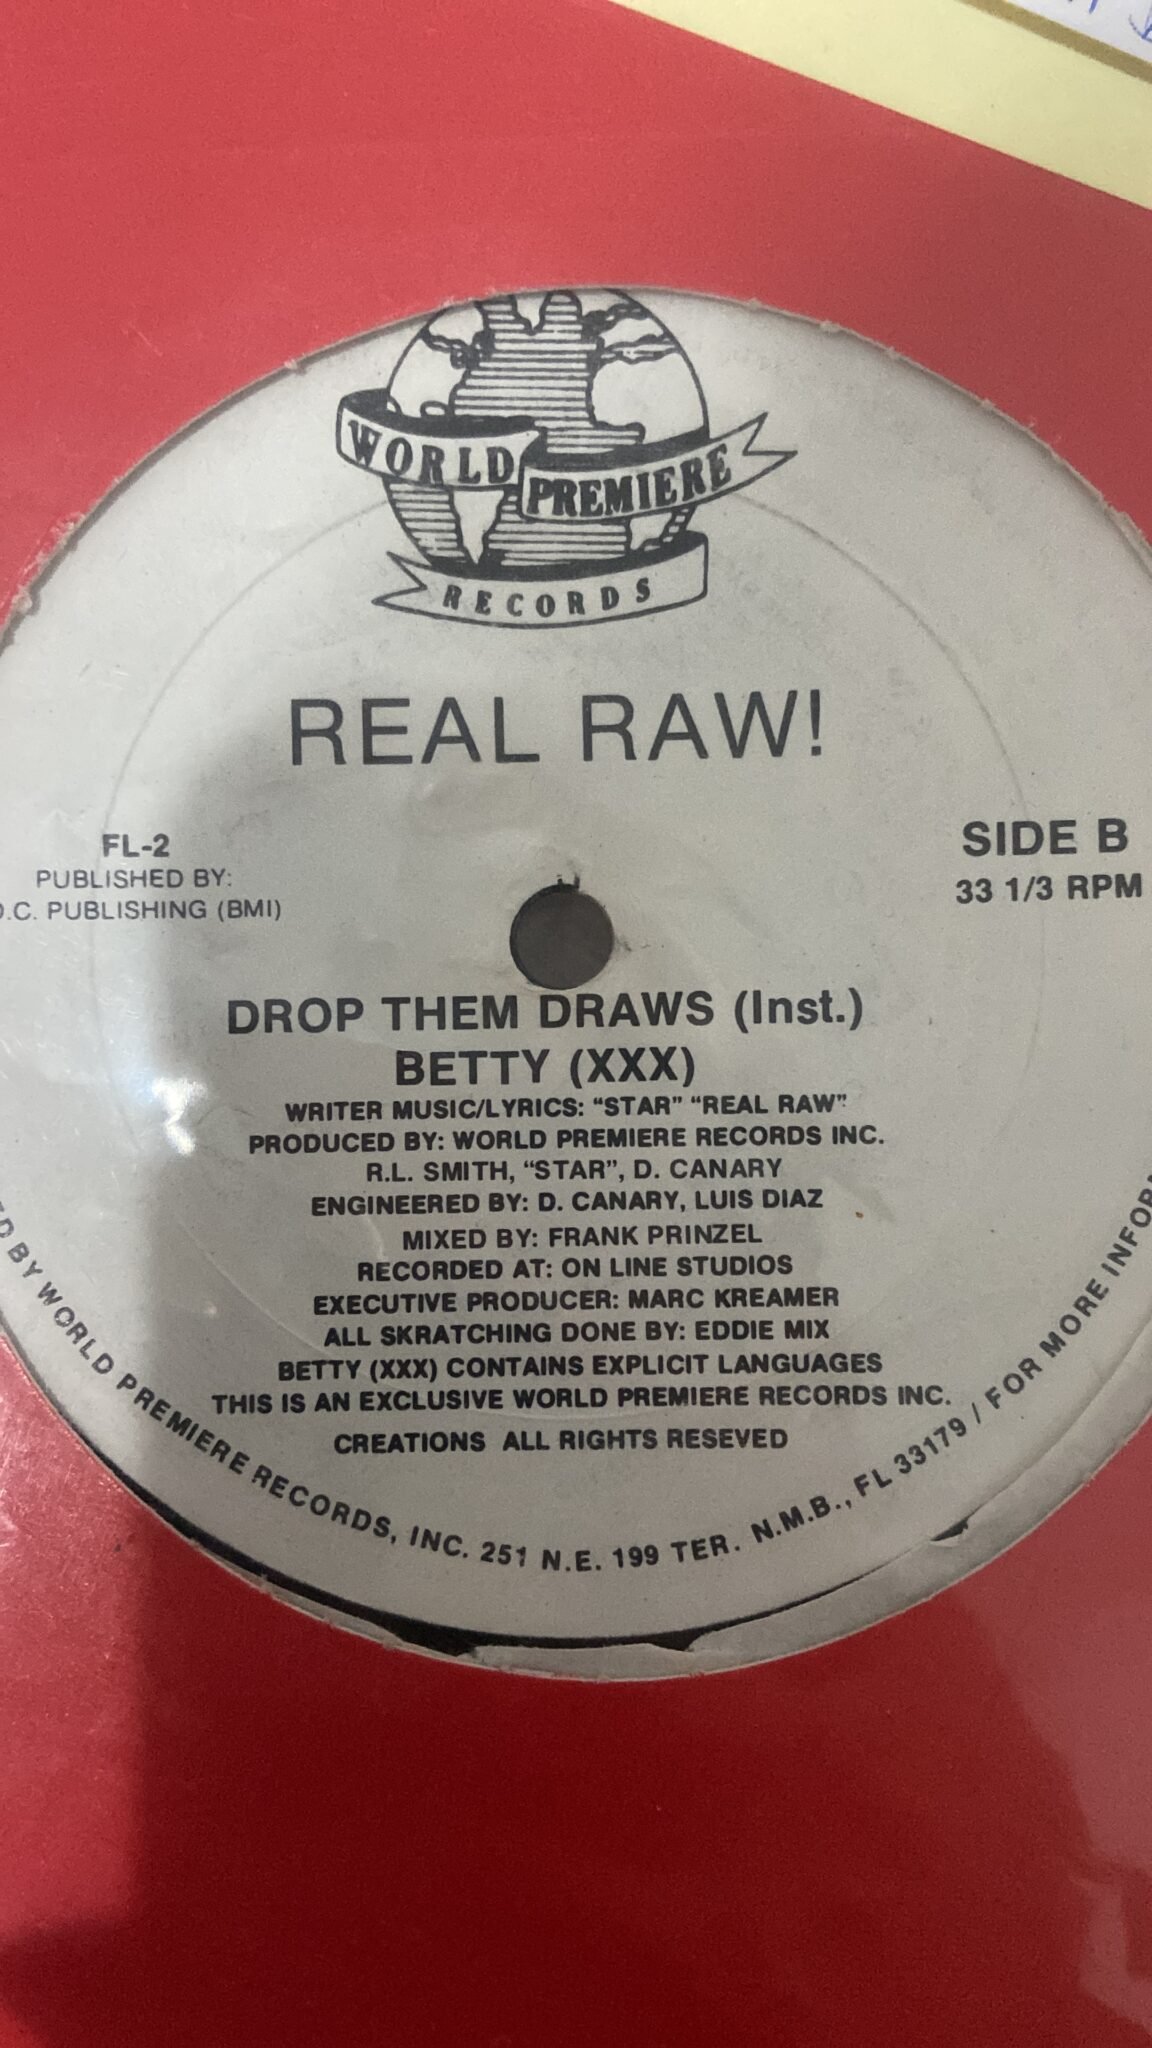 WORLD PREMIERE
RECORDS
REAL RAW!
FL-2
PUBLISHED BY:
.C. PUBLISHING (BMI)
SIDE B
33 1/3 RPM
DROP THEM DRAWS (Inst.)
BETTY (XXX)
WRITER MUSIC/LYRICS: “STAR” “REAL RAW”
PRODUCED BY: WORLD PREMIERE RECORDS INC.
R.L. SMITH, “STAR”, D. CANARY
ENGINEERED BY: D. CANARY, LUIS DIAZ
MIXED BY: FRANK PRINZEL
RECORDED AT: ON LINE STUDIOS
EXECUTIVE PRODUCER: MARC KREAMER
ALL SKRATCHING DONE BY: EDDIE MIX
BETTY (XXX) CONTAINS EXPLICIT LANGUAGES
THIS IS AN EXCLUSIVE WORLD PREMIERE RECORDS INC.
CREATIONS ALL RIGHTS RESEVED
BY WORLD PREMIERE RECORDS, INC. 251 N.E. 199 TER. N.M.B., FL 33179 / FOR MORE INFOR